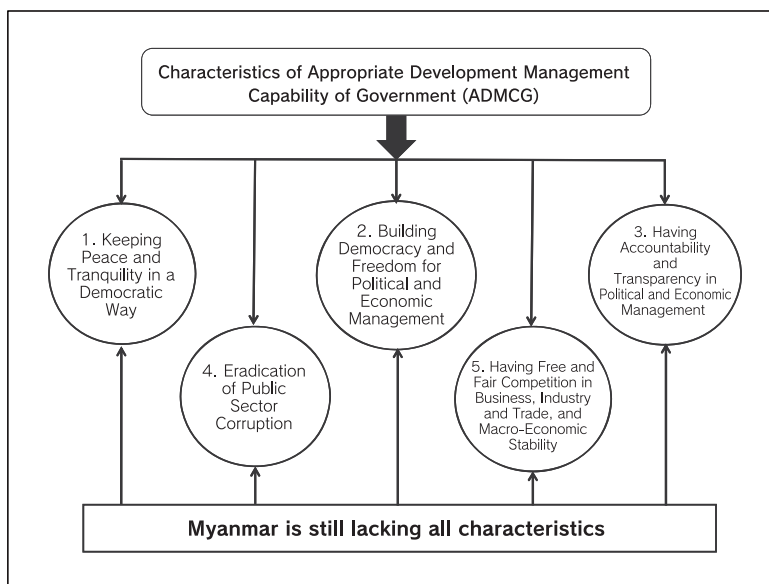 Characteristics of Appropriate Development Management
Capability of Government (ADMCG)
1. Keeping
Peace and
Tranquility in a
Democratic
Way
2. Building
Democracy and
Freedom for
Political and
Economic
Management
3. Having
Accountability
and
Transparency in
Political and Economic
Management
4. Eradication
of Public
Sector
Corruption
5. Having Free and
Fair Competition in
Business, Industry
and Trade, and
Macro-Economic
Stability
Myanmar is still lacking all characteristics